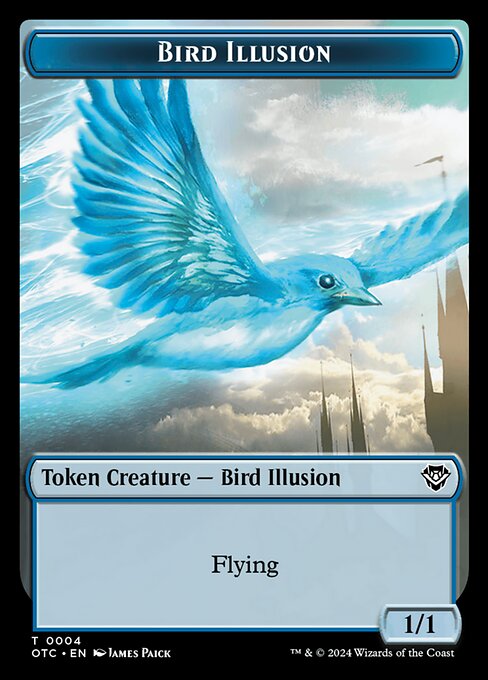 Bird Illusion
Token Creature — Bird Illusion
Flying
1/1
T 0004
OTC • EN James Paick
™ & © 2024 Wizards of the Coast